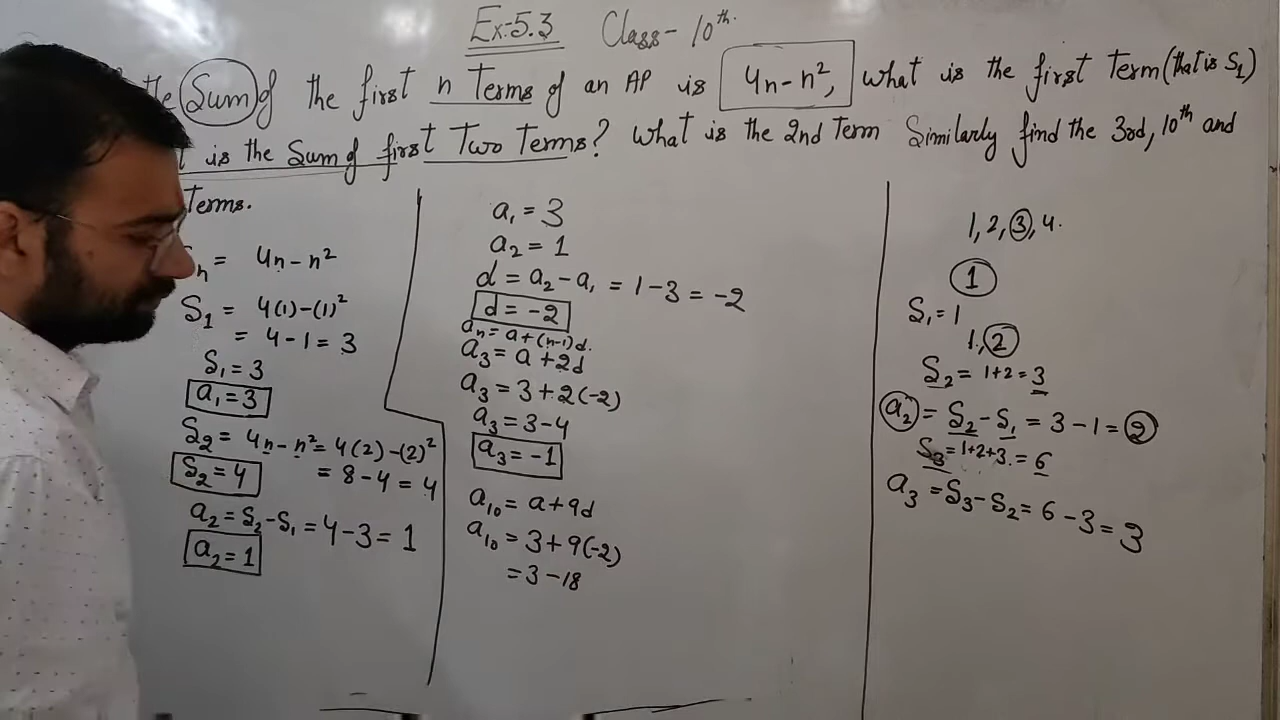 Ex:-5.3 Class-10th.
the Sum of the first n Terms of an AP is 4n-n², what is the first Term (that is S₁)
is the Sum of first Two Terms? what is the 2nd Term Similarly find the 3rd, 10th and
Terms.
n = 4n-n²
S₁ = 4(1)-(1)²
= 4-1=3
S₁=3
a₁=3
S₂ = 4n-n²=4(2)-(2)²
S₂=4 = 8-4=4
a₂=S₂-S₁=4-3=1
a₂=1
a₁=3
a₂=1
d=a₂-a₁=1-3=-2
d=-2
an=a+(n-1)d.
a₃=a+2d
a₃=3+2(-2)
a₃=3-4
a₃=-1
a₁₀=a+9d
a₁₀=3+9(-2)
=3-18
1,2,3,4.
1
S₁=1
1,2
S₂=1+2=3
a₂=S₂-S₁=3-1=2
S₃=1+2+3.=6
a₃=S₃-S₂=6-3=3